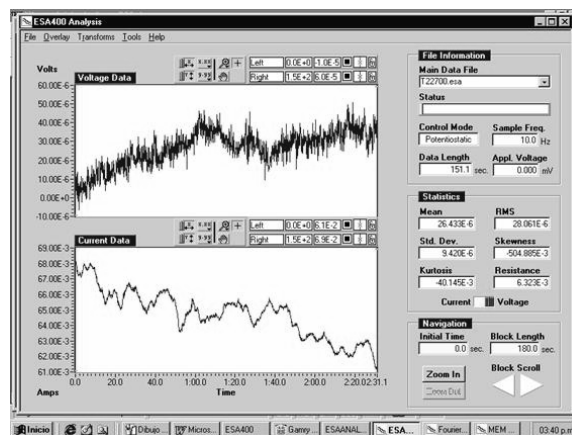 ESA400 Analysis
File Overlay Transforms Tools Help
Volts
Voltage Data
Left 0.0E+0 -1.0E-5
Right 1.5E+2 6.0E-5
60.00E-6
50.00E-6
40.00E-6
30.00E-6
20.00E-6
10.00E-6
0.00E+0
-10.00E-6
Left 0.0E+0 6.1E-2
Right 1.5E+2 6.9E-2
Current Data
69.00E-3
68.00E-3
67.00E-3
66.00E-3
65.00E-3
64.00E-3
63.00E-3
62.00E-3
61.00E-3
0.0 20.0 40.0 1:00.0 1:20.0 1:40.0 2:00.0 2:20.0 2:31.1
Amps
Time
File Information
Main Data File
T22700.esa
Status
Control Mode Sample Freq.
Potentiostatic 10.0 Hz
Data Length Appl. Voltage
151.1 sec. 0.000 mV
Statistics
Mean RMS
26.433E-6 28.061E-6
Std. Dev. Skewness
9.420E-6 -504.885E-3
Kurtosis Resistance
-40.145E-3 6.323E-3
Current Voltage
Navigation
Initial Time Block Length
0.0 sec. 180.0 sec.
Zoom In Block Scroll
Zoom Out
Inicio Dibujo ... Micros... ESA400 Gamry ... ESAANAL... ESA... Fourier... MEM ... 03:40 p.m.